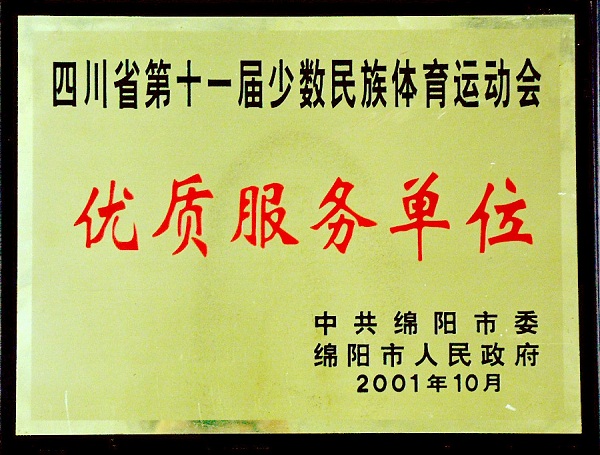 四川省第十一届少数民族体育运动会
优质服务单位
中共绵阳市委
绵阳市人民政府
2001年10月